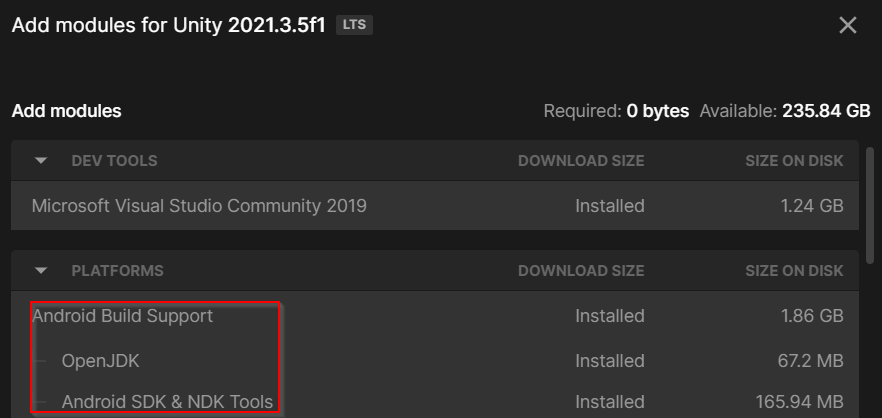 Add modules for Unity 2021.3.5f1 LTS
Add modules Required: 0 bytes Available: 235.84 GB
DEV TOOLS DOWNLOAD SIZE SIZE ON DISK
Microsoft Visual Studio Community 2019 Installed 1.24 GB
PLATFORMS DOWNLOAD SIZE SIZE ON DISK
Android Build Support Installed 1.86 GB
OpenJDK Installed 67.2 MB
Android SDK & NDK Tools Installed 165.94 MB